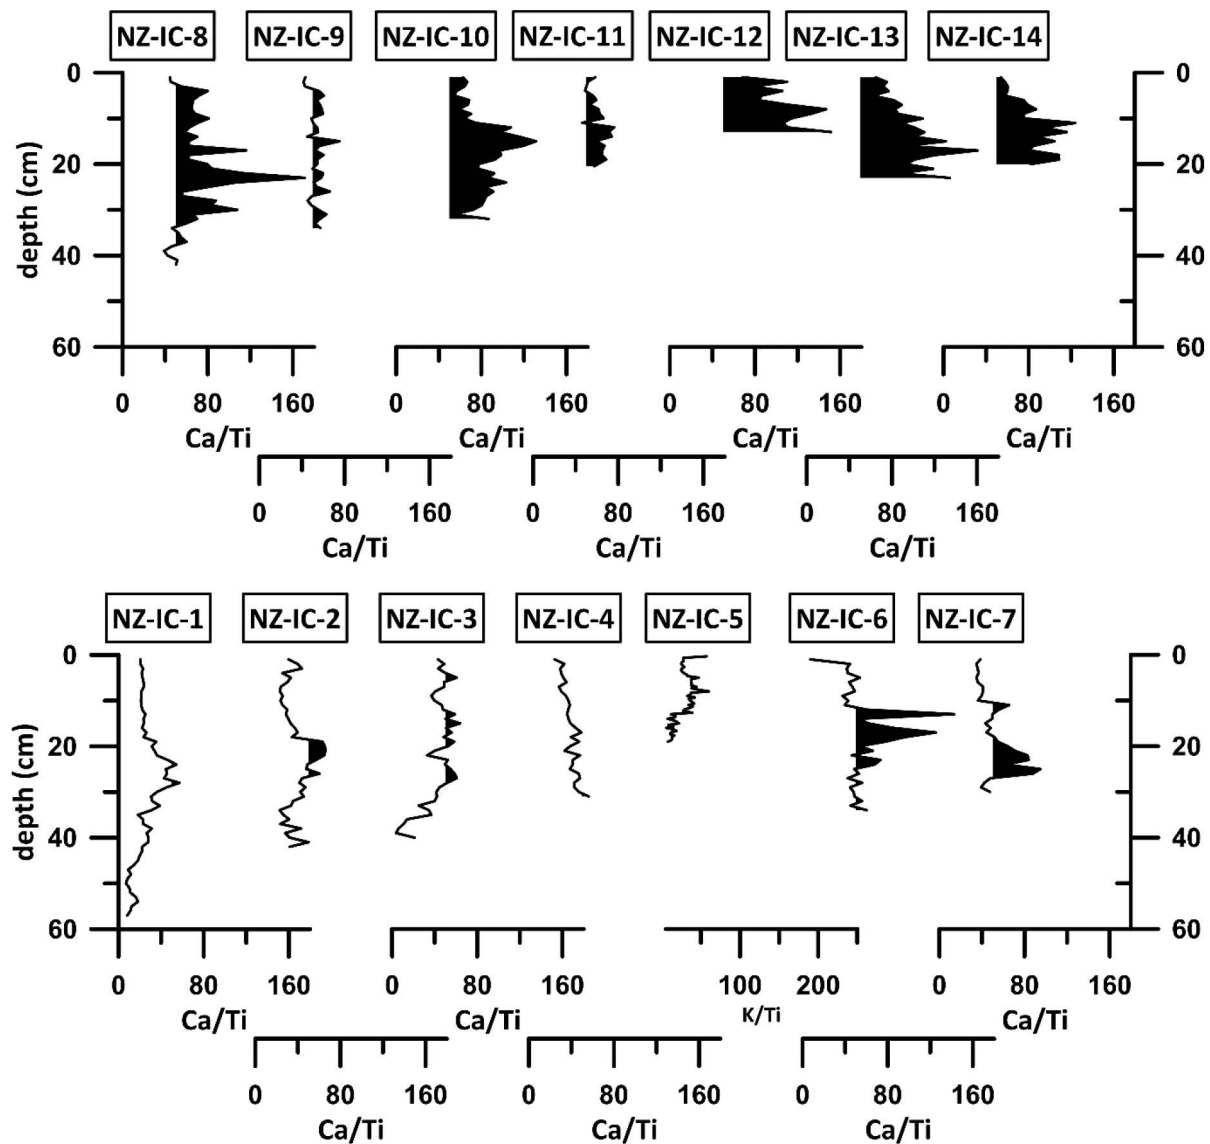 NZ-IC-8 NZ-IC-9 NZ-IC-10 NZ-IC-11 NZ-IC-12 NZ-IC-13 NZ-IC-14
0 0
20 20
40 40
60 60
depth (cm)
0 80 160 0 80 160 0 80 160 0 80 160
Ca/Ti Ca/Ti Ca/Ti Ca/Ti
0 80 160 0 80 160 0 80 160
Ca/Ti Ca/Ti Ca/Ti
NZ-IC-1 NZ-IC-2 NZ-IC-3 NZ-IC-4 NZ-IC-5 NZ-IC-6 NZ-IC-7
0 0
20 20
40 40
60 60
depth (cm)
0 80 160 0 80 160 100 200 0 80 160
Ca/Ti Ca/Ti K/Ti Ca/Ti
0 80 160 0 80 160 0 80 160
Ca/Ti Ca/Ti Ca/Ti